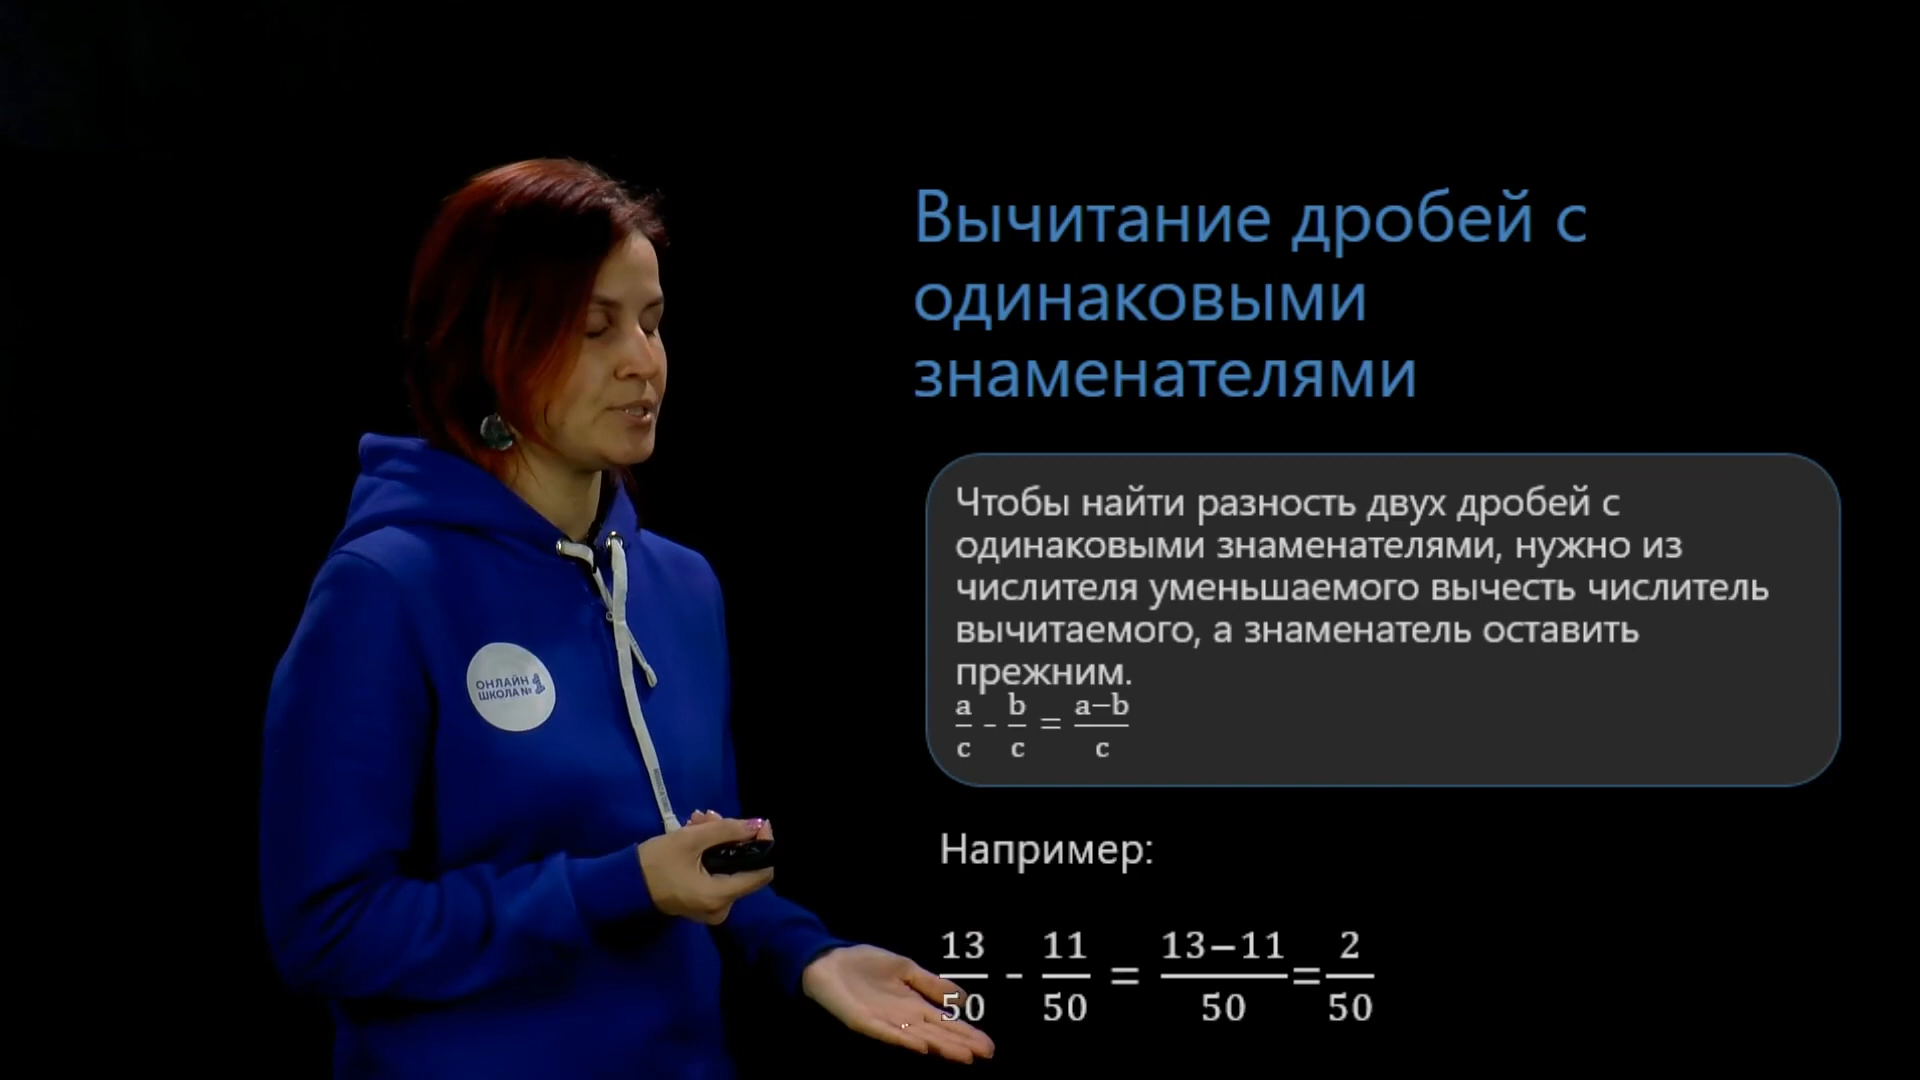 Вычитание дробей с
одинаковыми
знаменателями
Чтобы найти разность двух дробей с
одинаковыми знаменателями, нужно из
числителя уменьшаемого вычесть числитель
вычитаемого, а знаменатель оставить
прежним.
a/c - b/c = a−b/c
ОНЛАЙН
ШКОЛА №1
Например:
13/50 - 11/50 = 13−11/50 = 2/50